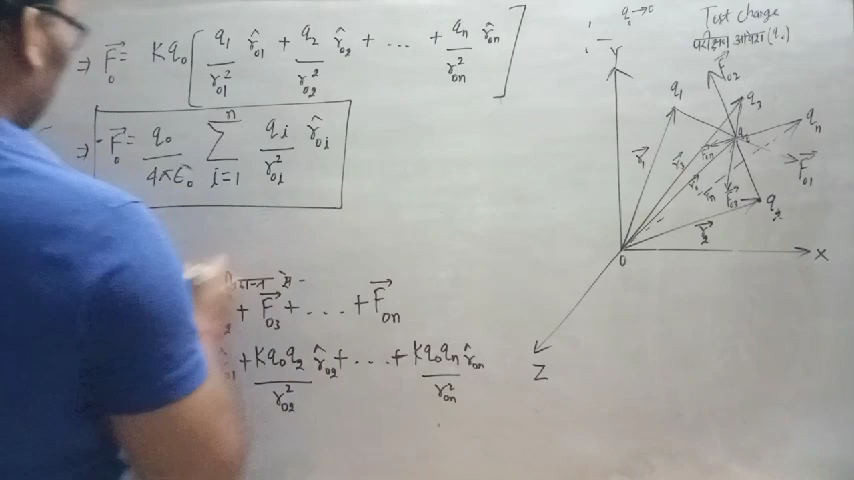 ⇒ F⃗₀ = Kq₀ [ q₁/r₀₁² r̂₀₁ + q₂/r₀₂² r̂₀₂ + ... + qₙ/r₀ₙ² r̂₀ₙ ]
⇒ F⃗₀ = q₀/4πε₀ Σᵢ₌₁ⁿ qᵢ/r₀ᵢ² r̂₀ᵢ
से -
+ F⃗₀₃ + ... + F⃗₀ₙ
+ Kq₀q₂/r₀₂² r̂₀₂ + ... + Kq₀qₙ/r₀ₙ² r̂₀ₙ
Test charge
परीक्षण आवेश (q₀)
Y
F⃗₀₂
q₁
q₃
qₙ
F⃗₀₁
r⃗₁
q₂
r⃗₂
O
X
Z